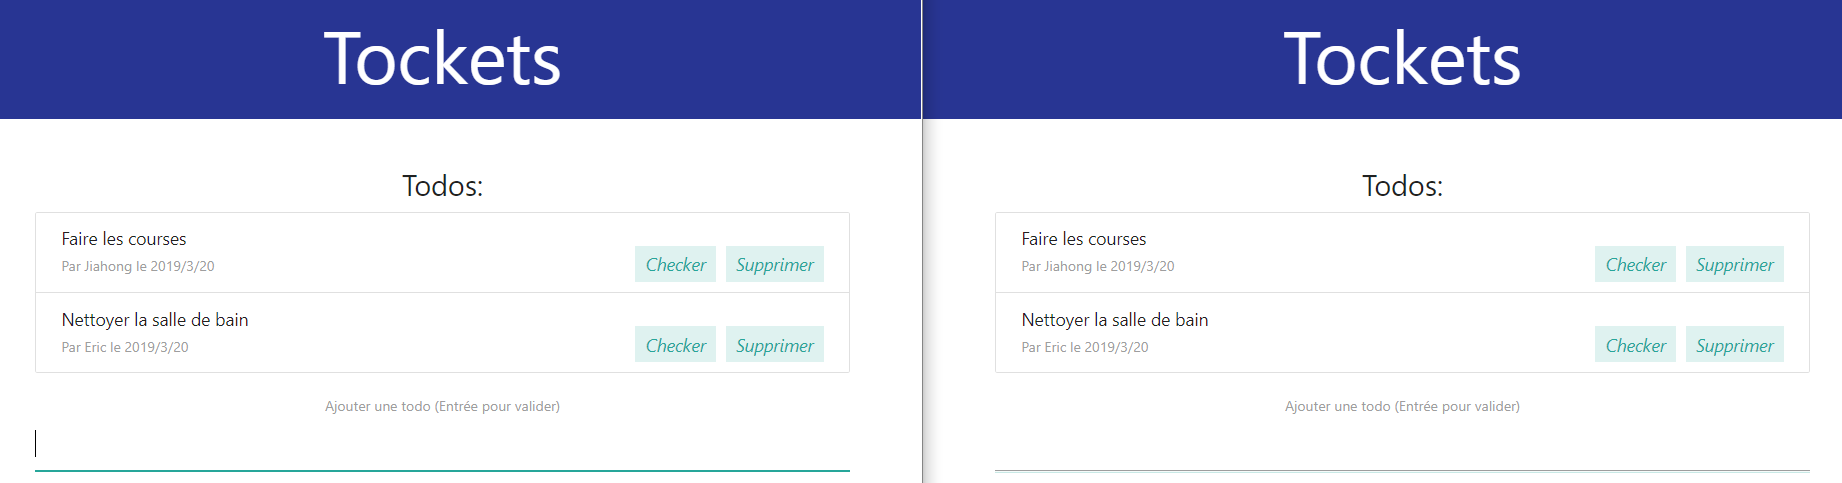 Tockets
Todos:
Faire les courses
Par Jiahong le 2019/3/20
Checker Supprimer
Nettoyer la salle de bain
Par Eric le 2019/3/20
Checker Supprimer
Ajouter une todo (Entrée pour valider)
Tockets
Todos:
Faire les courses
Par Jiahong le 2019/3/20
Checker Supprimer
Nettoyer la salle de bain
Par Eric le 2019/3/20
Checker Supprimer
Ajouter une todo (Entrée pour valider)